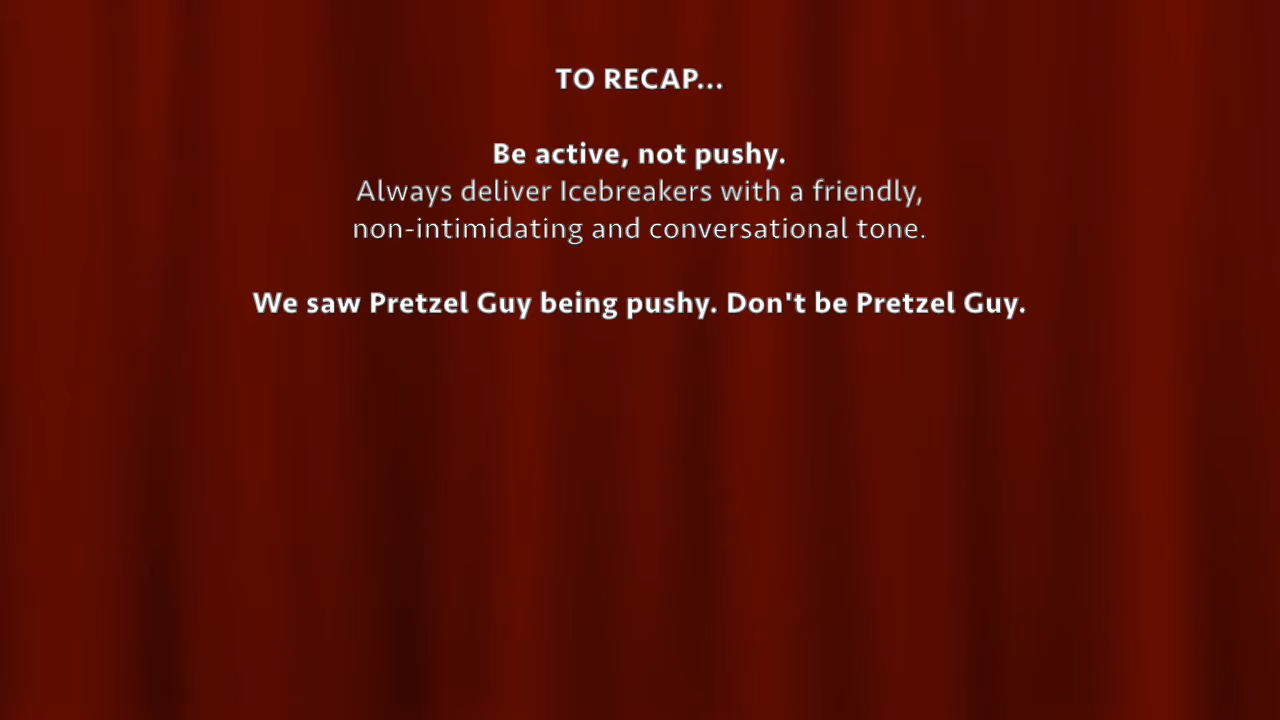 TO RECAP...
Be active, not pushy.
Always deliver Icebreakers with a friendly,
non-intimidating and conversational tone.
We saw Pretzel Guy being pushy. Don't be Pretzel Guy.